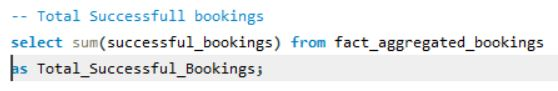 -- Total Successfull bookings
select sum(successful_bookings) from fact_aggregated_bookings
as Total_Successful_Bookings;